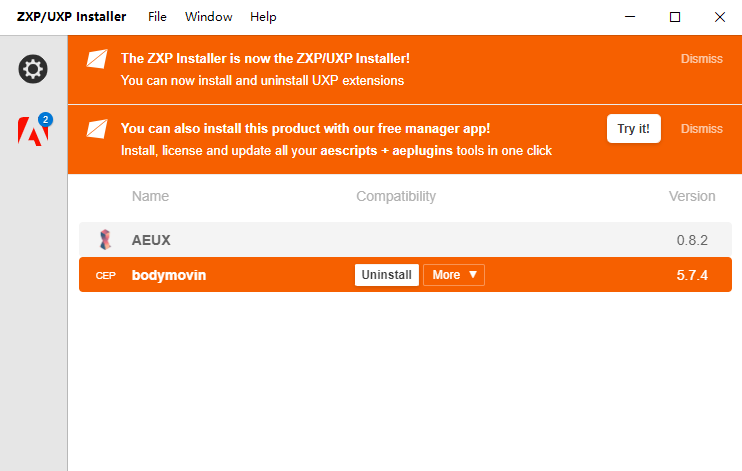 ZXP/UXP Installer File Window Help
The ZXP Installer is now the ZXP/UXP Installer! Dismiss
You can now install and uninstall UXP extensions
2
You can also install this product with our free manager app! Try it! Dismiss
Install, license and update all your aescripts + aeplugins tools in one click
Name Compatibility Version
AEUX 0.8.2
CEP bodymovin Uninstall More ▼ 5.7.4